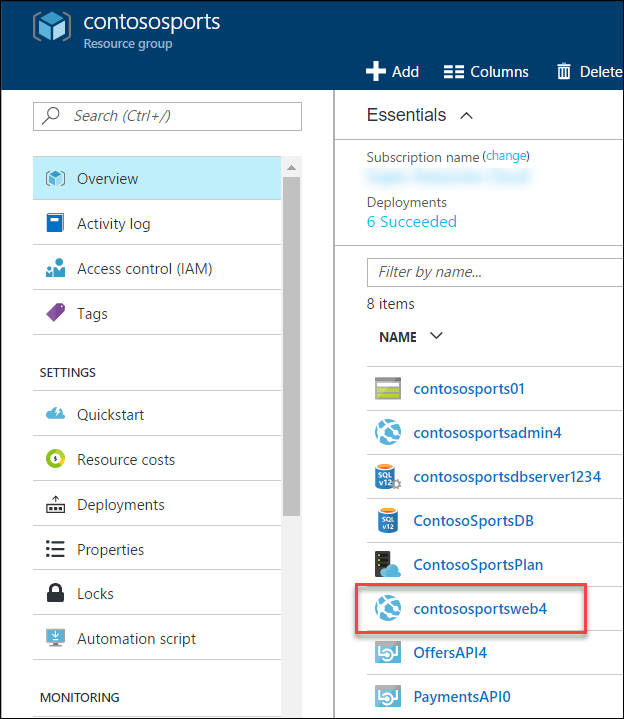 contososports
Resource group
Add
Columns
Delete
Search (Ctrl+/)
Overview
Activity log
Access control (IAM)
Tags
SETTINGS
Quickstart
Resource costs
Deployments
Properties
Locks
Automation script
MONITORING
Essentials
Subscription name (change)
Deployments
6 Succeeded
Filter by name...
8 items
NAME
contososports01
contososportsadmin4
SQL v12
contososportsdbserver1234
SQL v12
ContosoSportsDB
ContosoSportsPlan
contososportsweb4
OffersAPI4
PaymentsAPI0